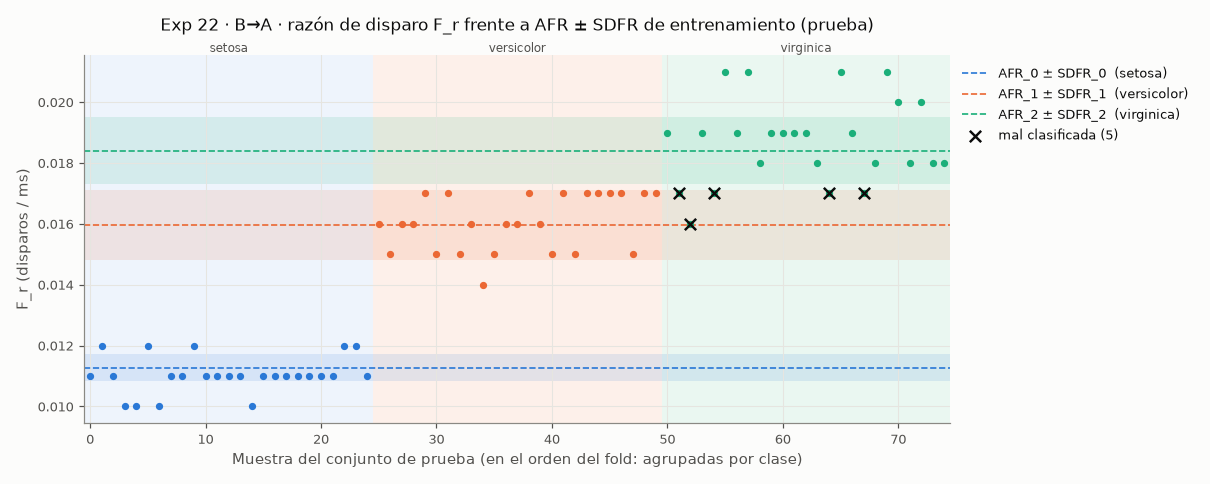 Exp 22 · B→A · razón de disparo F_r frente a AFR ± SDFR de entrenamiento (prueba)
setosa
versicolor
virginica
AFR_0 ± SDFR_0 (setosa)
AFR_1 ± SDFR_1 (versicolor)
AFR_2 ± SDFR_2 (virginica)
mal clasificada (5)
F_r (disparos / ms)
0.020
0.018
0.016
0.014
0.012
0.010
0
10
20
30
40
50
60
70
Muestra del conjunto de prueba (en el orden del fold: agrupadas por clase)